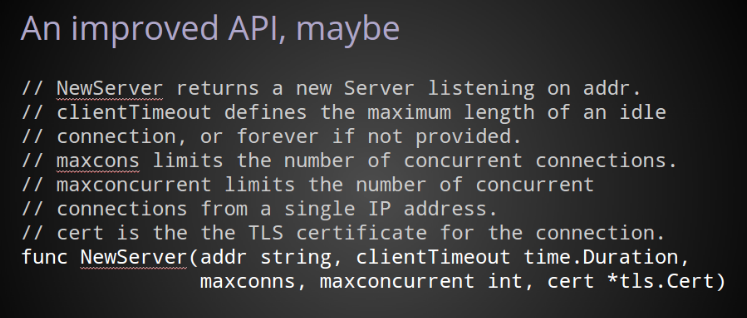 An improved API, maybe
// NewServer returns a new Server listening on addr.
// clientTimeout defines the maximum length of an idle
// connection, or forever if not provided.
// maxcons limits the number of concurrent connections.
// maxconcurrent limits the number of concurrent
// connections from a single IP address.
// cert is the the TLS certificate for the connection.
func NewServer(addr string, clientTimeout time.Duration,
maxconns, maxconcurrent int, cert *tls.Cert)